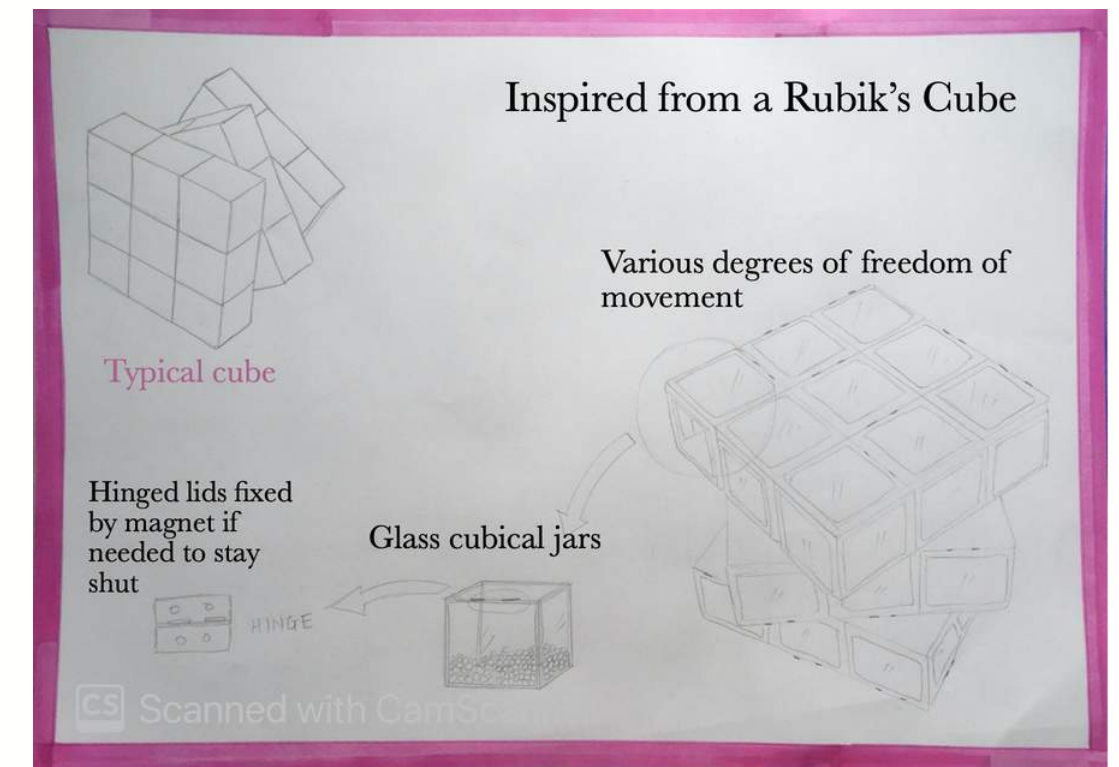 Inspired from a Rubik's Cube
Various degrees of freedom of
movement
Typical cube
Hinged lids fixed
by magnet if
needed to stay
shut
Glass cubical jars
HINGE
CS Scanned with CamSc